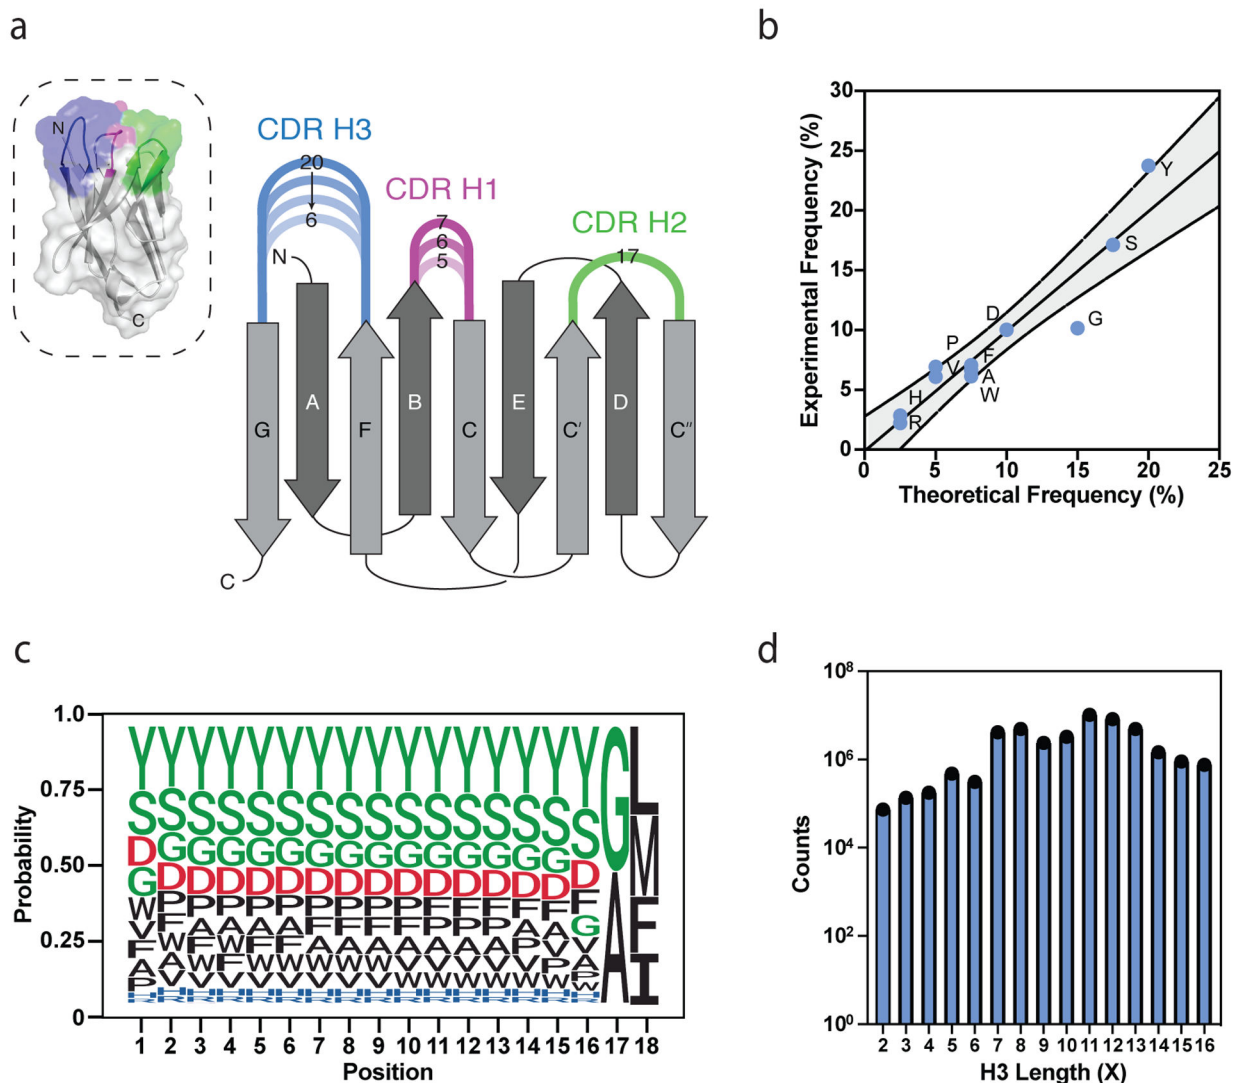 a
N
C
CDR H3
20
6
CDR H1
7
6
5
CDR H2
17
N
G
A
F
B
C
E
C′
D
C″
C
b
Experimental Frequency (%)
30
25
20
15
10
5
0
Y
S
G
D
P
V
F
A
W
H
R
0 5 10 15 20 25
Theoretical Frequency (%)
c
Probability
1.0
0.75
0.50
0.25
0
Y Y Y Y Y Y Y Y Y Y Y Y Y Y Y Y G L
S S S S S S S S S S S S S S S S A M
D G G G G G G G G G G G G G G D F
G D D D D D D D D D D D D D D F I
W P P P P P P P P P F F F F F G
V F A A A A F F F F P P P A A V
F W F W F F A A A A A A A P V A
A A W F W W W W W V V V V V P P
P V V V V V V V V W W W W W W W
1 2 3 4 5 6 7 8 9 10 11 12 13 14 15 16 17 18
Position
d
Counts
10⁸
10⁶
10⁴
10²
10⁰
2 3 4 5 6 7 8 9 10 11 12 13 14 15 16
H3 Length (X)